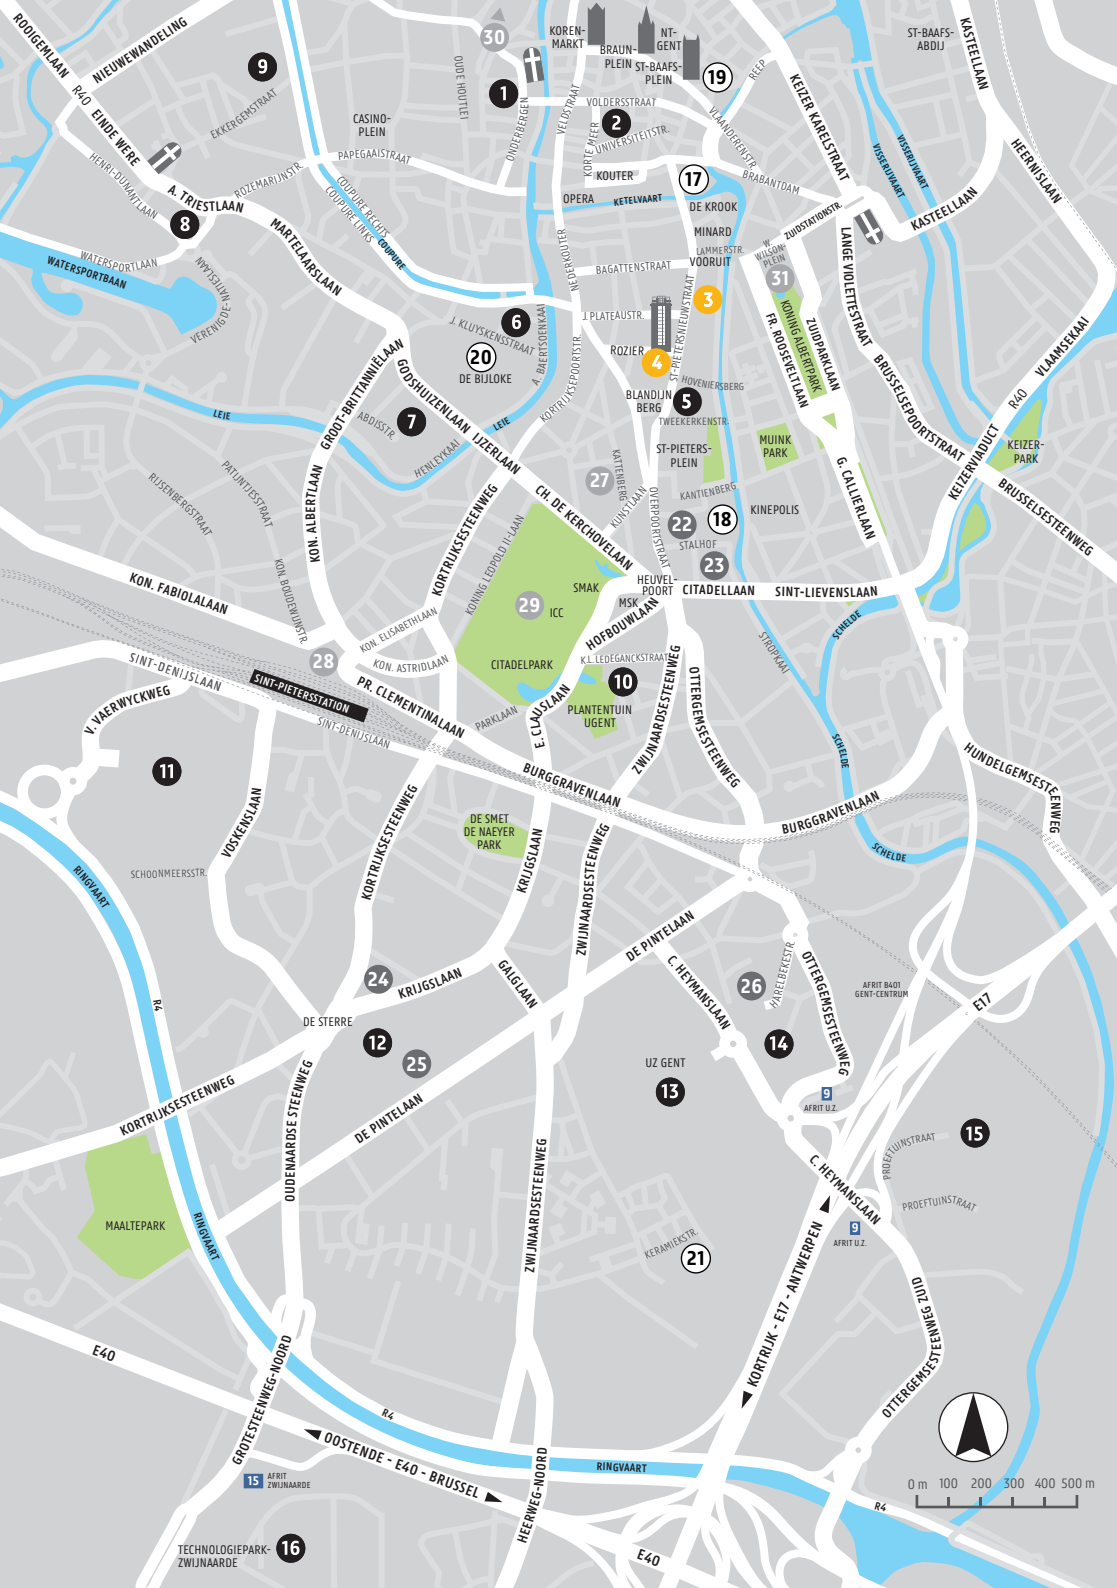 ROOIGEMLAAN
NIEUWEWANDELING
R40
EINDE WERE
9
EKKERGEMSTRAAT
CASINO-
PLEIN
OUDE HOUTLEI
30
1
ONDERBERGEN
KOREN-
MARKT
BRAUN-
PLEIN
NT-
GENT
ST-BAAFS-
PLEIN
19
REEP
ST-BAAFS-
ABDIJ
KASTEELLAAN
KEIZER KARELSTRAAT
VELDSTRAAT
VOLDERSSTRAAT
2
KORTE MEER
UNIVERSITEITSTR.
VLAANDERENSTR.
VISSERIJVAART
VISSERIJVAART
HEERNISLAAN
HENRI-DUNANTLAAN
A. TRIESTLAAN
ROZEMARIJNSTR.
PAPEGAAISTRAAT
COUPURE RECHTS
COUPURE LINKS
COUPURE
KOUTER
17
BRABANTDAM
OPERA
KETELVAART
DE KROOK
ZUIDSTATIONSTR.
KASTEELLAAN
8
MARTELAARSLAAN
WATERSPORTLAAN
WATERSPORTBAAN
VERENIGDE-NATIESLAAN
MINARD
LAMMERSTR.
VOORUIT
W.
WILSON-
PLEIN
31
NEDERKOUTER
BAGATTENSTRAAT
3
LANGE VIOLETTESTRAAT
J. KLUYSKENSSTRAAT
6
A. BAERTSOENKAAI
J.PLATEAUSTR.
ST-PIETERSNIEUWSTRAAT
KONING ALBERTPARK
ZUIDPARKLAAN
FR. ROOSEVELTLAAN
20
DE BIJLOKE
ROZIER
4
HOVENIERSBERG
BRUSSELSEPOORTSTRAAT
VLAAMSEKAAI
R40
GROOT-BRITTANNIËLAAN
GODSHUIZENLAAN
LEIE
ABDISSTR.
7
HENLEYKAAI
LEIE
IJZERLAAN
KORTRIJKSEPOORTSTR.
BLANDIJN
BERG
5
TWEEKERKENSTR.
ST-PIETERS-
PLEIN
MUINK
PARK
KEIZER-
PARK
KEIZERVIADUCT
BRUSSELSESTEENWEG
RIJSENBERGSTRAAT
PATIJNTJESSTRAAT
KON. ALBERTLAAN
27
KATTENBERG
KUNSTLAAN
OVERPOORTSTRAAT
KANTIENBERG
22
18
KINEPOLIS
STALHOF
23
G. CALLIERLAAN
KORTRIJKSESTEENWEG
CH. DE KERCHOVELAAN
KON. FABIOLALAAN
KON. BOUDEWIJNSTR.
KONING LEOPOLD II-LAAN
SMAK
29
ICC
HEUVEL-
POORT
MSK
CITADELLAAN
SINT-LIEVENSLAAN
HOFBOUWLAAN
KON. ELISABETHLAAN
28
KON. ASTRIDLAAN
CITADELPARK
K.L. LEDEGANCKSTRAAT
10
PLANTENTUIN
UGENT
STROPKAAI
SCHELDE
SINT-DENIJSLAAN
SINT-PIETERSSTATION
SINT-DENIJSLAAN
V. VAERWYCKWEG
PR. CLEMENTINALAAN
PARKLAAN
E. CLAUSLAAN
ZWIJNAARDSESTEENWEG
OTTERGEMSESTEENWEG
SCHELDE
HUNDELGEMSESTEENWEG
11
BURGGRAVENLAAN
BURGGRAVENLAAN
VOSKENSLAAN
KORTRIJKSESTEENWEG
DE SMET
DE NAEYER
PARK
KRIJGSLAAN
SCHELDE
RINGVAART
SCHOONMEERSSTR.
ZWIJNAARDSESTEENWEG
DE PINTELAAN
24
KRIJGSLAAN
GALGLAAN
C. HEYMANSLAAN
26
HARELBEKESTR.
OTTERGEMSESTEENWEG
AFRIT B401
GENT-CENTRUM
E17
R4
DE STERRE
12
25
14
UZ GENT
13
9
AFRIT U.Z.
KORTRIJKSESTEENWEG
OUDENAARDSE STEENWEG
DE PINTELAAN
15
PROEFTUINSTRAAT
C. HEYMANSLAAN
PROEFTUINSTRAAT
9
AFRIT U.Z.
MAALTEPARK
RINGVAART
ZWIJNAARDSESTEENWEG
KERAMIEKSTR.
21
KORTRIJK - E17 - ANTWERPEN
OTTERGEMSESTEENWEG ZUID
E40
GROTESTEENWEG-NOORD
R4
OOSTENDE - E40 - BRUSSEL
RINGVAART
15
AFRIT
ZWIJNAARDE
HEERWEG-NOORD
0 m 100 200 300 400 500 m
R4
TECHNOLOGIEPARK-
ZWIJNAARDE
16
E40